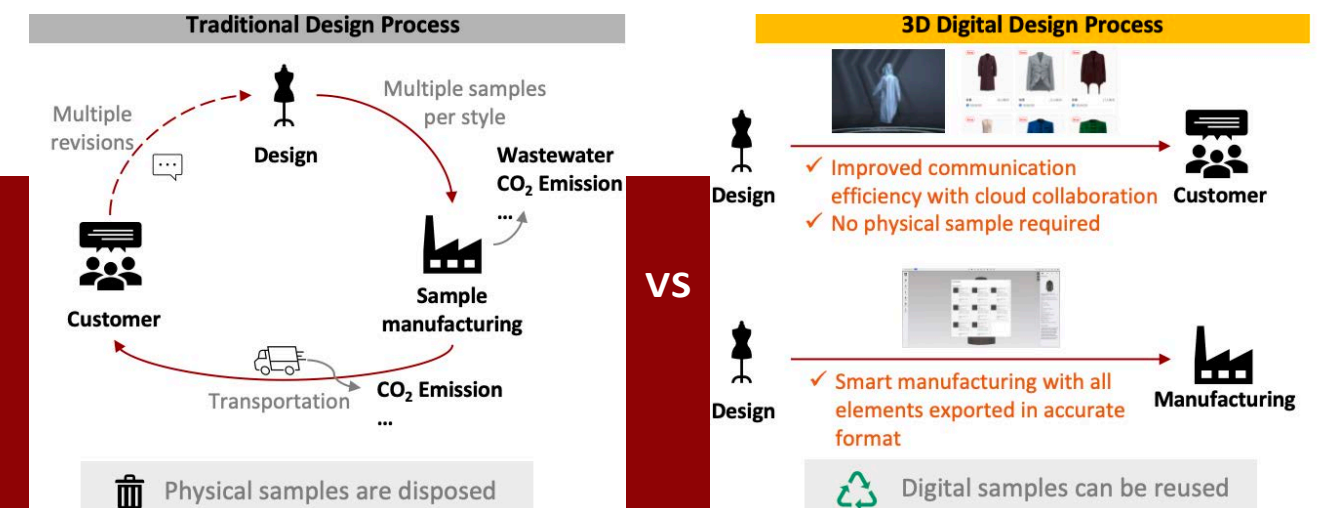 Traditional Design Process
Multiple
revisions
Design
Multiple samples
per style
Wastewater
CO₂ Emission
...
Customer
Sample
manufacturing
Transportation
CO₂ Emission
...
Physical samples are disposed
VS
3D Digital Design Process
Design
✓ Improved communication
efficiency with cloud collaboration
✓ No physical sample required
Customer
Design
✓ Smart manufacturing with all
elements exported in accurate
format
Manufacturing
Digital samples can be reused